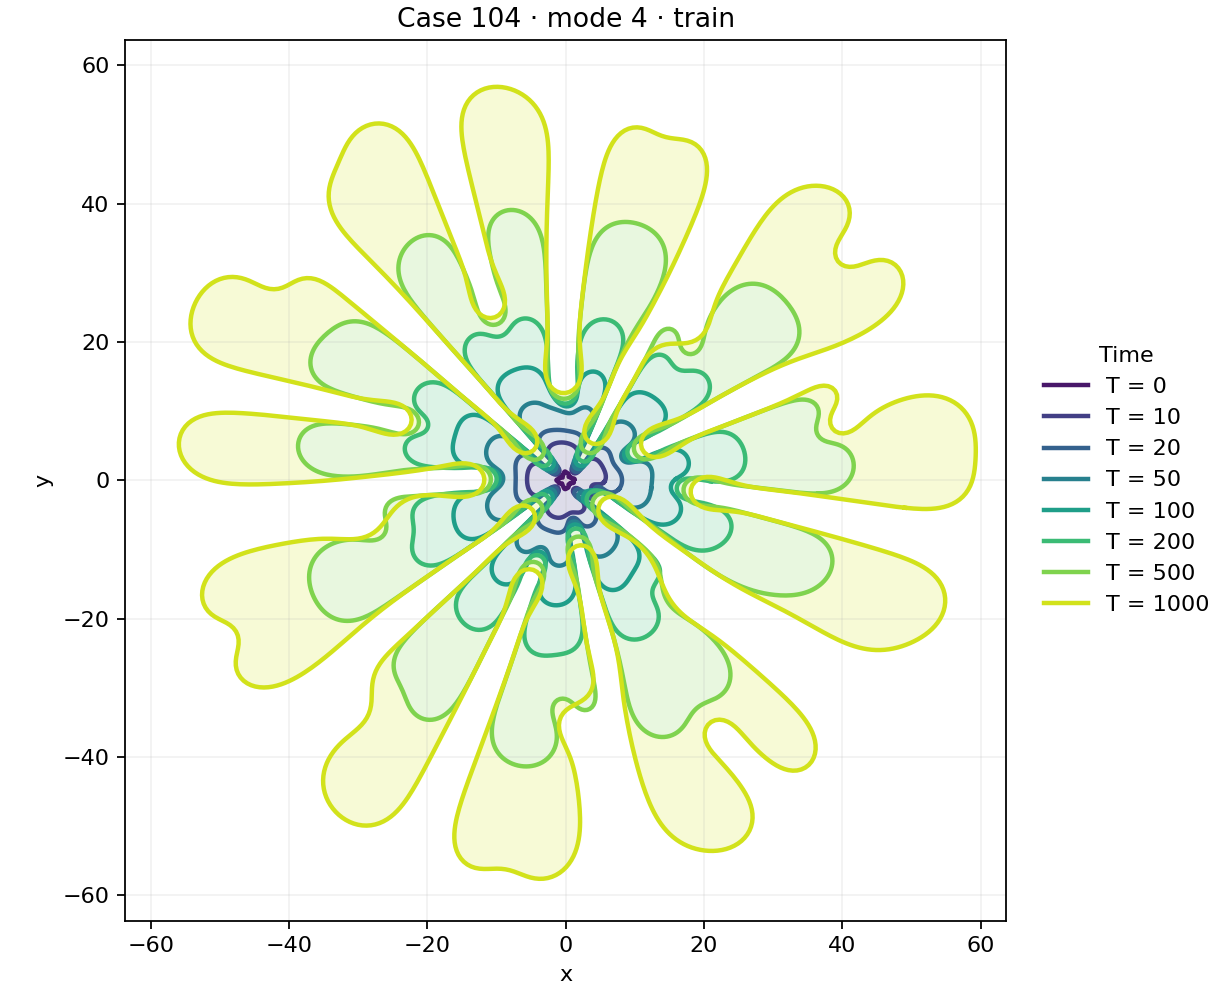 Case 104 · mode 4 · train
60
40
20
0
−20
−40
−60
y
−60 −40 −20 0 20 40 60
x
Time
T = 0
T = 10
T = 20
T = 50
T = 100
T = 200
T = 500
T = 1000